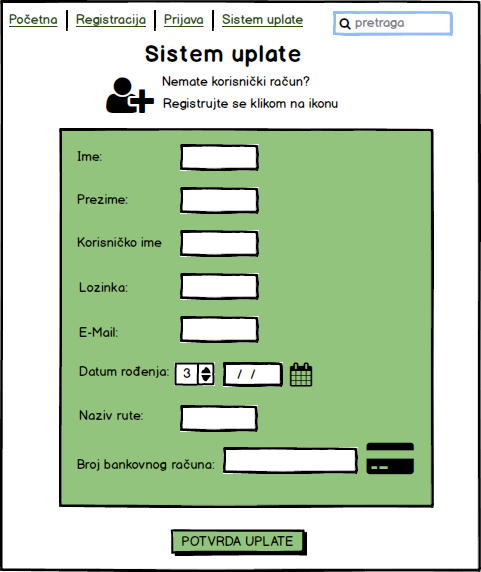 Početna Registracija Prijava Sistem uplate pretraga
Sistem uplate
Nemate korisnički račun?
Registrujte se klikom na ikonu
Ime:
Prezime:
Korisničko ime
Lozinka:
E-Mail:
Datum rođenja: 3 / /
Naziv rute:
Broj bankovnog računa:
POTVRDA UPLATE